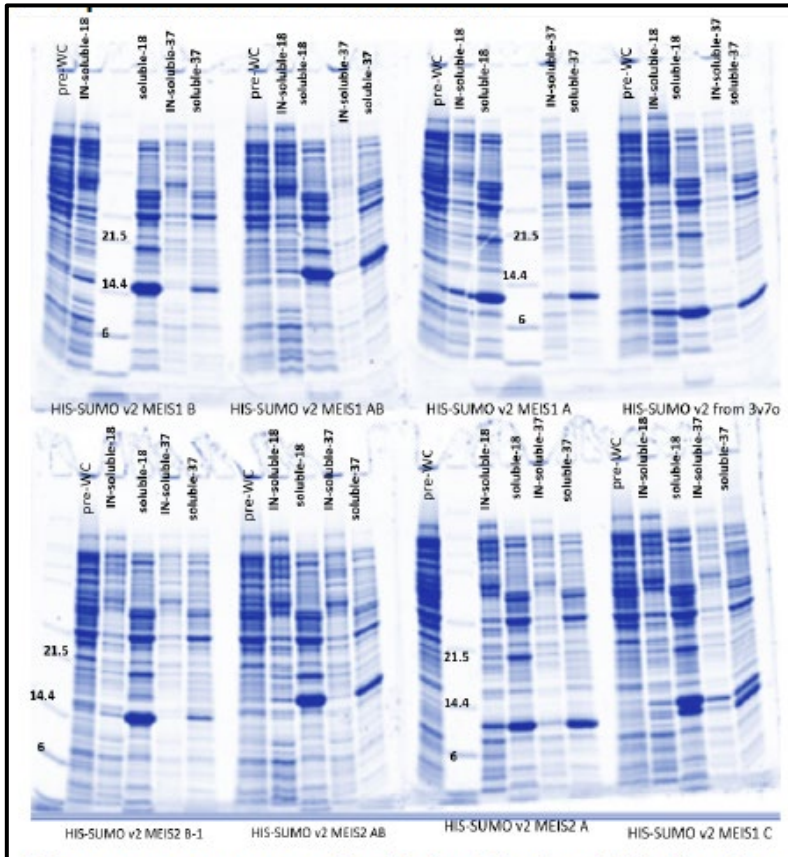 pre-WC
IN-soluble-18
soluble-18
IN-soluble-37
soluble-37
pre-WC
IN-soluble-18
soluble-18
IN-soluble-37
soluble-37
pre-WC
IN-soluble-18
soluble-18
IN-soluble-37
soluble-37
pre-WC
IN-soluble-18
soluble-18
IN-soluble-37
soluble-37
21.5
14.4
6
21.5
14.4
6
HIS-SUMO v2 MEIS1 B
HIS-SUMO v2 MEIS1 AB
HIS-SUMO v2 MEIS1 A
HIS-SUMO v2 from 3v7o
pre-WC
IN-soluble-18
soluble-18
IN-soluble-37
soluble-37
pre-WC
IN-soluble-18
soluble-18
IN-soluble-37
soluble-37
pre-WC
IN-soluble-18
soluble-18
IN-soluble-37
soluble-37
pre-WC
IN-soluble-18
soluble-18
IN-soluble-37
soluble-37
21.5
14.4
6
21.5
14.4
6
HIS-SUMO v2 MEIS2 B-1
HIS-SUMO v2 MEIS2 AB
HIS-SUMO v2 MEIS2 A
HIS-SUMO v2 MEIS1 C